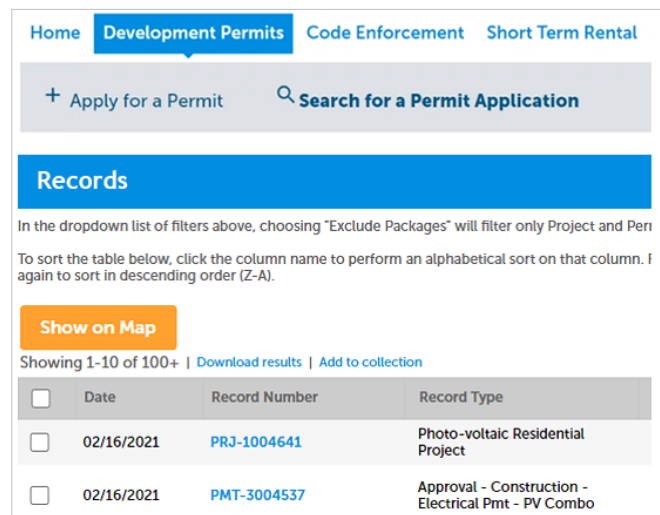 Home Development Permits Code Enforcement Short Term Rental
+ Apply for a Permit Search for a Permit Application
Records
In the dropdown list of filters above, choosing "Exclude Packages" will filter only Project and
To sort the table below, click the column name to perform an alphabetical sort on that column.
again to sort in descending order (Z-A).
Show on Map
Showing 1-10 of 100+ | Download results | Add to collection
Date Record Number Record Type
02/16/2021 PRJ-1004641 Photo-voltaic Residential
Project
02/16/2021 PMT-3004537 Approval - Construction -
Electrical Pmt - PV Combo